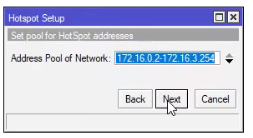 Hotspot Setup
Set pool for HotSpot addresses
Address Pool of Network: 172.16.0.2-172.16.3.254
Back Next Cancel